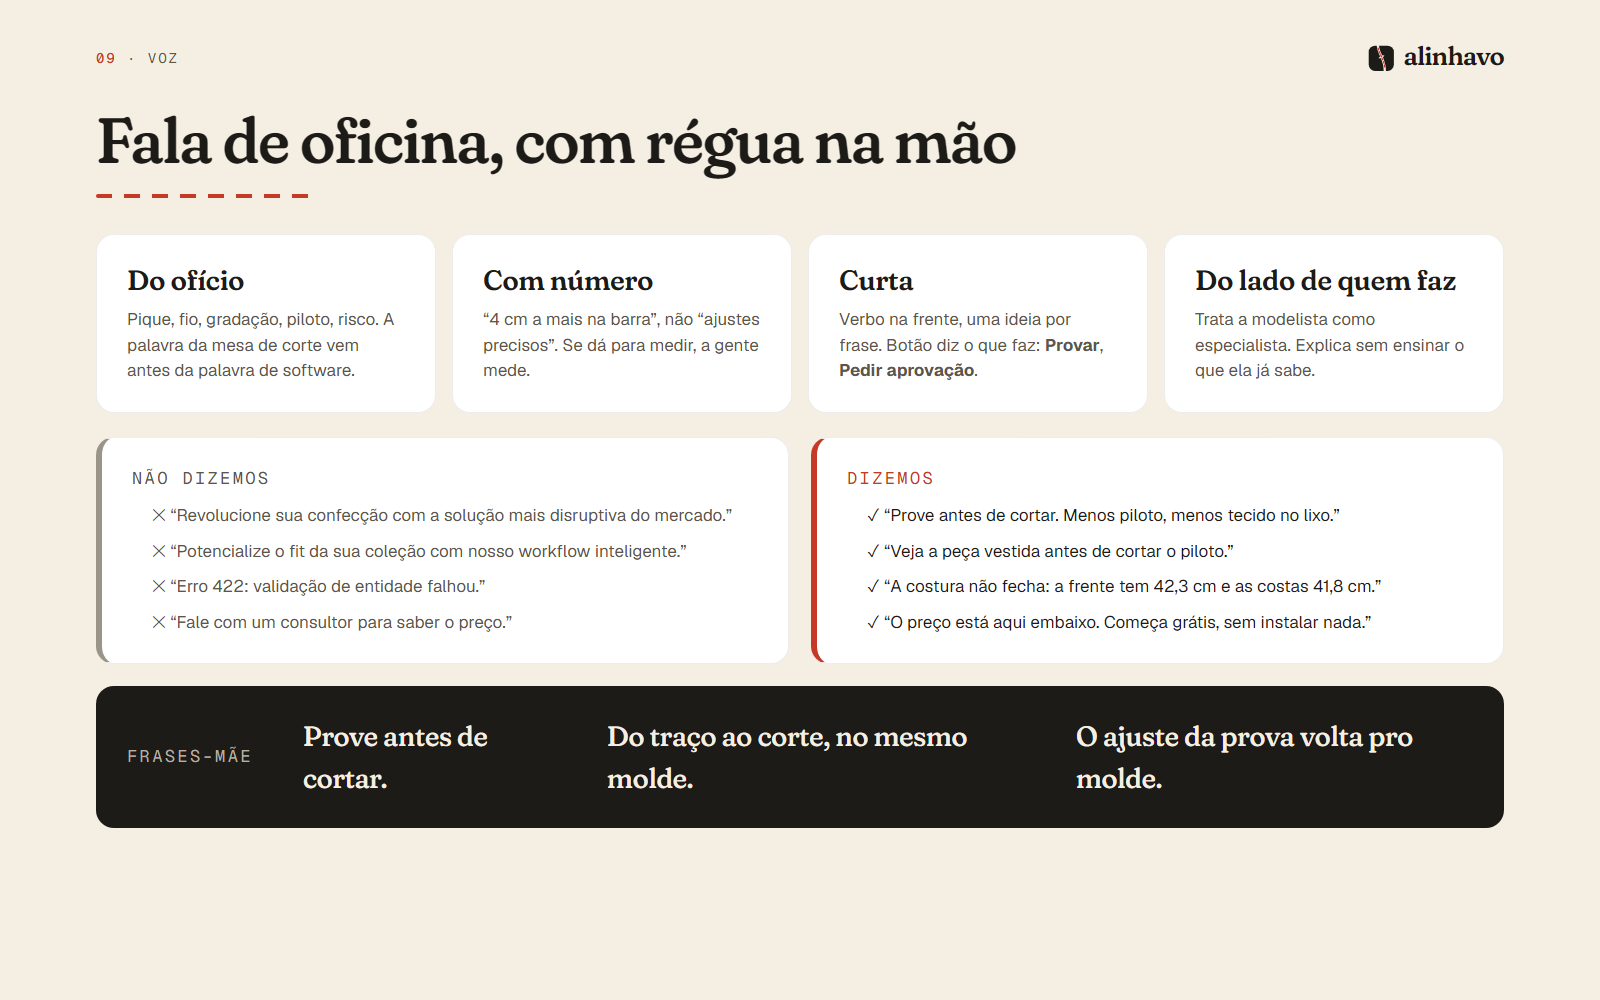 09 · VOZ
alinhavo
Fala de oficina, com régua na mão
Do ofício
Pique, fio, gradação, piloto, risco. A
palavra da mesa de corte vem
antes da palavra de software.
Com número
“4 cm a mais na barra”, não “ajustes
precisos”. Se dá para medir, a gente
mede.
Curta
Verbo na frente, uma ideia por
frase. Botão diz o que faz: Provar,
Pedir aprovação.
Do lado de quem faz
Trata a modelista como
especialista. Explica sem ensinar o
que ela já sabe.
NÃO DIZEMOS
✕ “Revolucione sua confecção com a solução mais disruptiva do mercado.”
✕ “Potencialize o fit da sua coleção com nosso workflow inteligente.”
✕ “Erro 422: validação de entidade falhou.”
✕ “Fale com um consultor para saber o preço.”
DIZEMOS
✓ “Prove antes de cortar. Menos piloto, menos tecido no lixo.”
✓ “Veja a peça vestida antes de cortar o piloto.”
✓ “A costura não fecha: a frente tem 42,3 cm e as costas 41,8 cm.”
✓ “O preço está aqui embaixo. Começa grátis, sem instalar nada.”
FRASES-MÃE
Prove antes de
cortar.
Do traço ao corte, no mesmo
molde.
O ajuste da prova volta pro
molde.